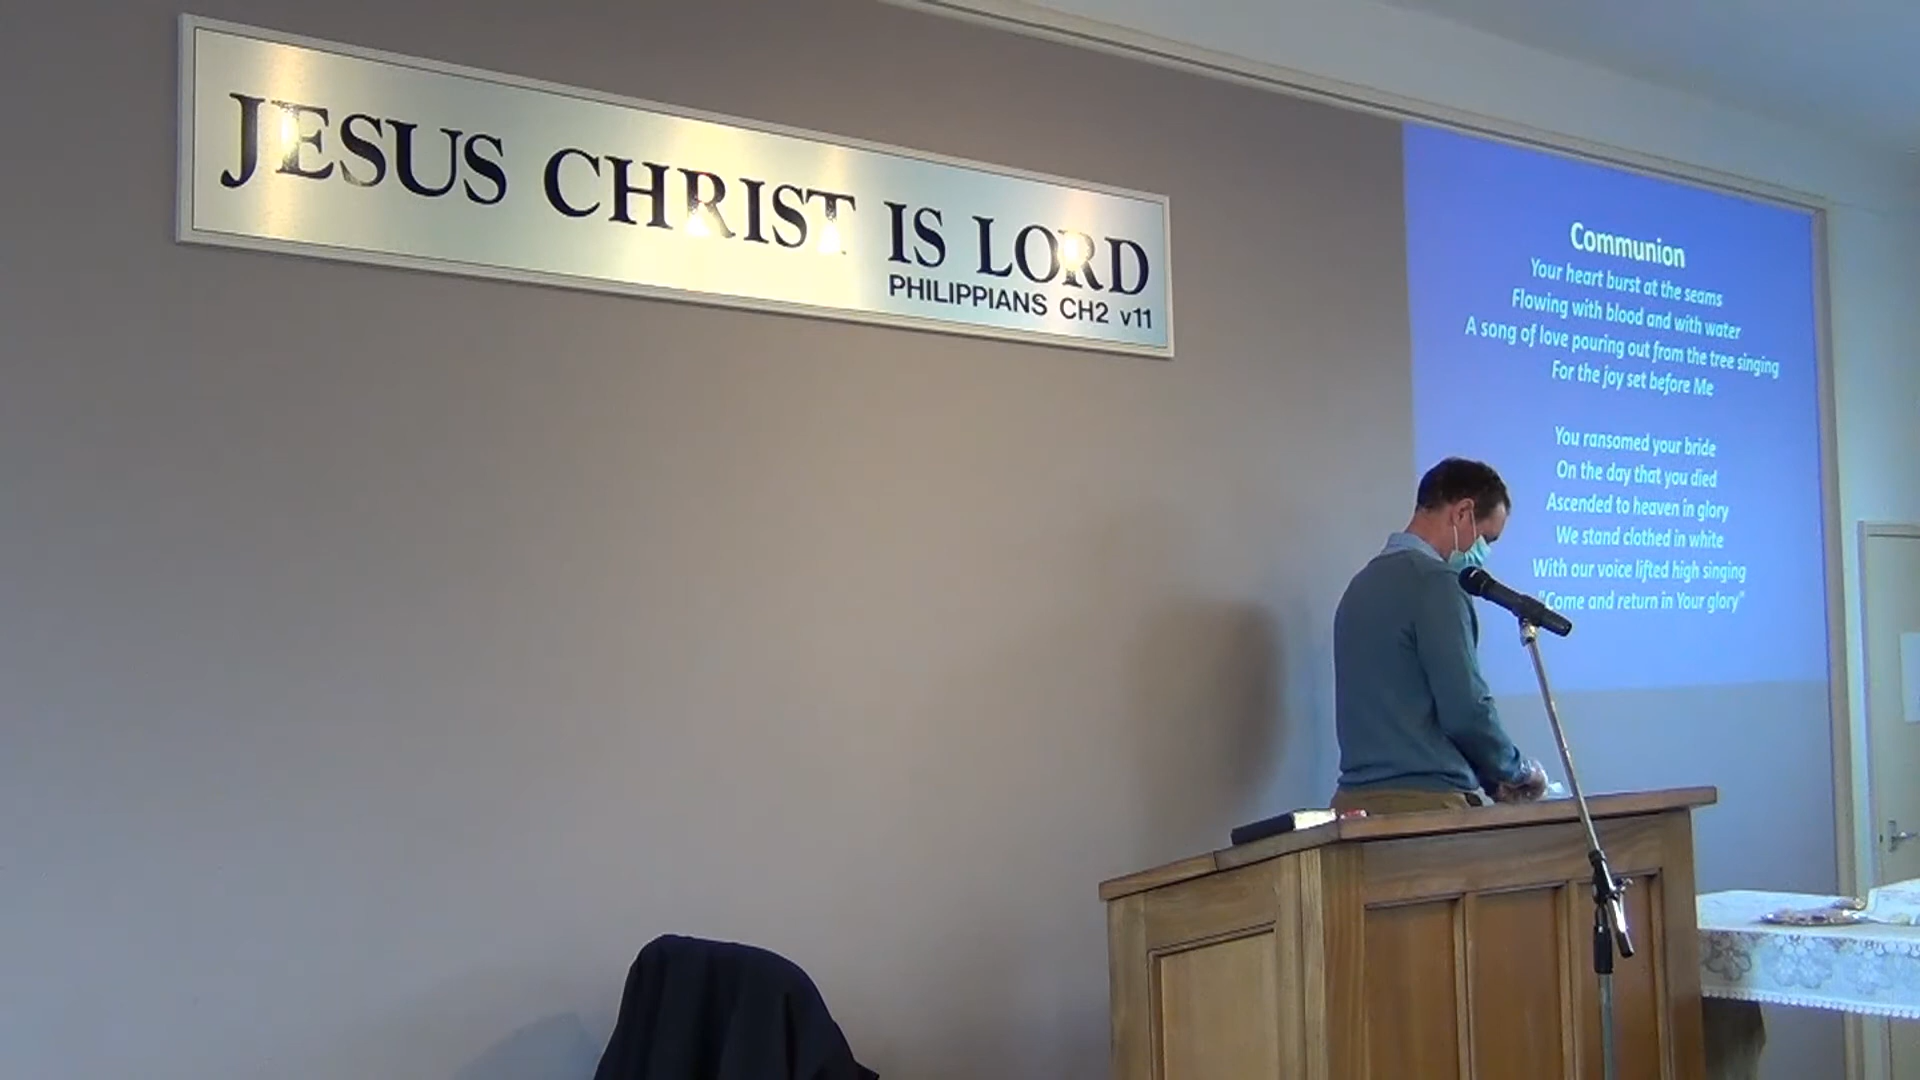 JESUS CHRIST IS LORD
PHILIPPIANS CH2 v11
Communion
Your heart burst at the seams
Flowing with blood and with water
A song of love pouring out from the tree singing
For the joy set before Me
You ransomed your bride
On the day that you died
Ascended to heaven in glory
We stand clothed in white
With our voice lifted high singing
"Come and return in Your glory"